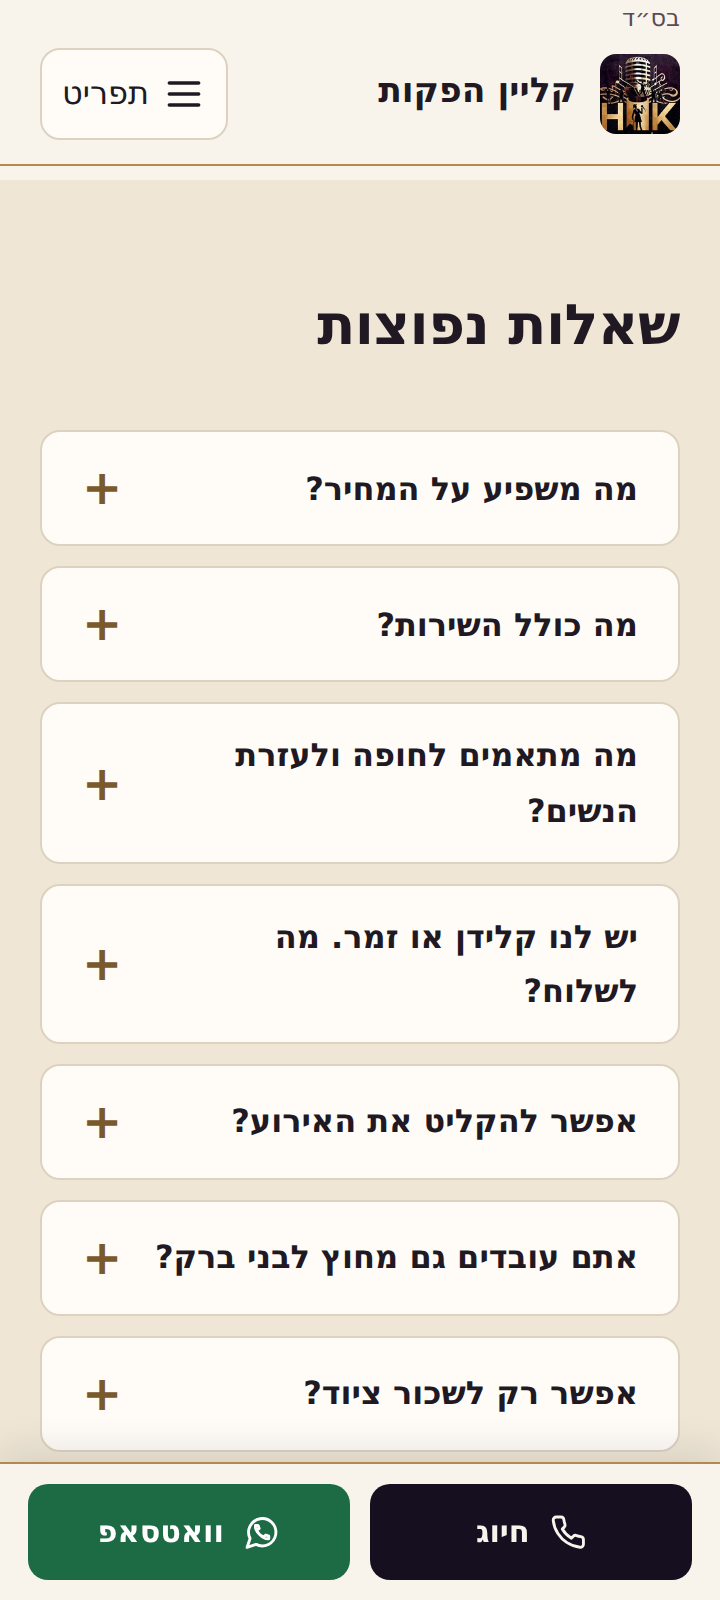 בס״ד
HK
קליין הפקות
תפריט
שאלות נפוצות
מה משפיע על המחיר?
מה כולל השירות?
מה מתאמים לחופה ולעזרת
הנשים?
יש לנו קלידן או זמר. מה
לשלוח?
אפשר להקליט את האירוע?
אתם עובדים גם מחוץ לבני ברק?
אפשר רק לשכור ציוד?
חיוג
וואטסאפ